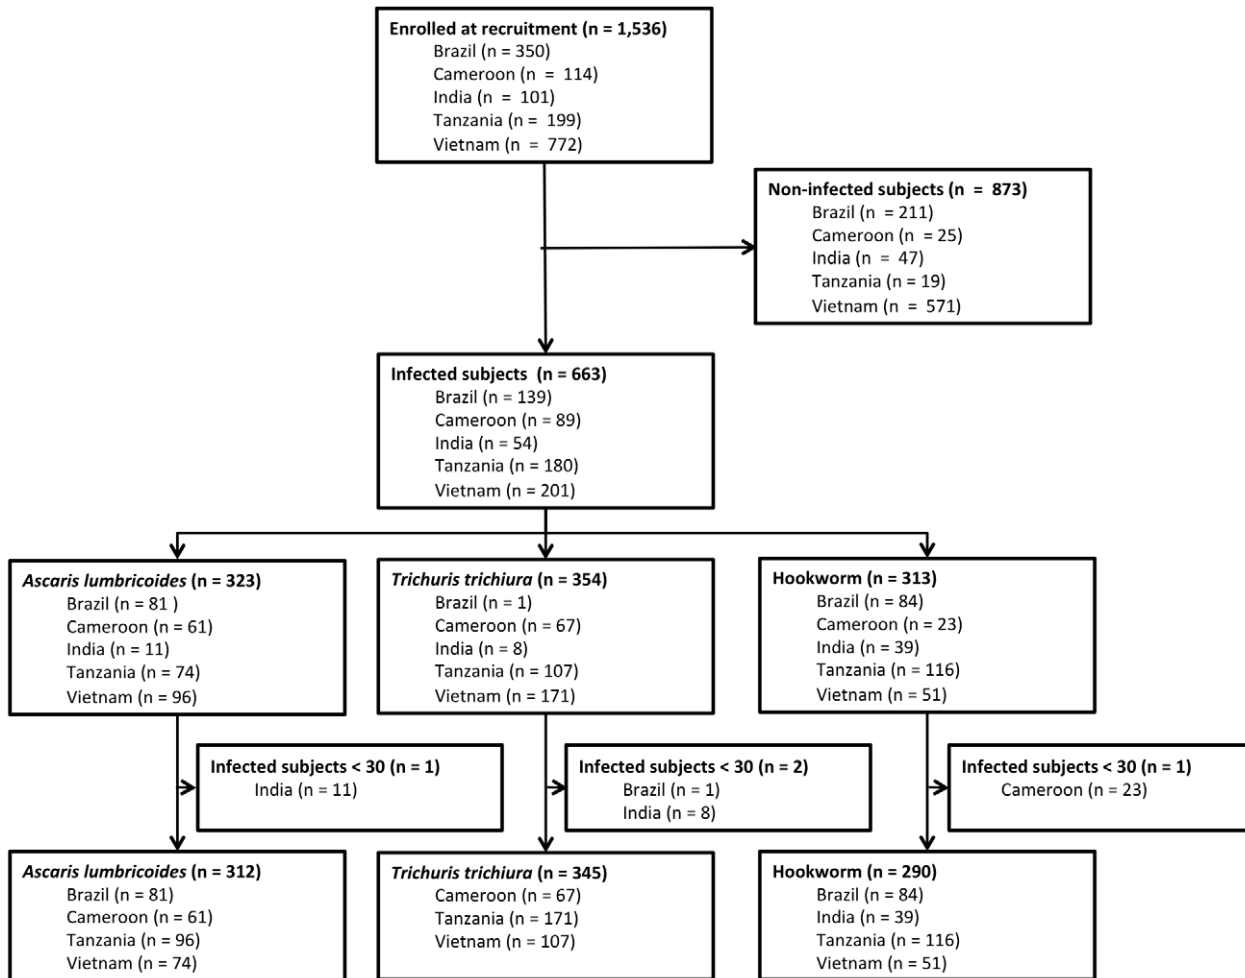 Enrolled at recruitment (n = 1,536)
Brazil (n = 350)
Cameroon (n = 114)
India (n = 101)
Tanzania (n = 199)
Vietnam (n = 772)
Non-infected subjects (n = 873)
Brazil (n = 211)
Cameroon (n = 25)
India (n = 47)
Tanzania (n = 19)
Vietnam (n = 571)
Infected subjects (n = 663)
Brazil (n = 139)
Cameroon (n = 89)
India (n = 54)
Tanzania (n = 180)
Vietnam (n = 201)
Ascaris lumbricoides (n = 323)
Brazil (n = 81 )
Cameroon (n = 61)
India (n = 11)
Tanzania (n = 74)
Vietnam (n = 96)
Trichuris trichiura (n = 354)
Brazil (n = 1)
Cameroon (n = 67)
India (n = 8)
Tanzania (n = 107)
Vietnam (n = 171)
Hookworm (n = 313)
Brazil (n = 84)
Cameroon (n = 23)
India (n = 39)
Tanzania (n = 116)
Vietnam (n = 51)
Infected subjects < 30 (n = 1)
India (n = 11)
Infected subjects < 30 (n = 2)
Brazil (n = 1)
India (n = 8)
Infected subjects < 30 (n = 1)
Cameroon (n = 23)
Ascaris lumbricoides (n = 312)
Brazil (n = 81)
Cameroon (n = 61)
Tanzania (n = 96)
Vietnam (n = 74)
Trichuris trichiura (n = 345)
Cameroon (n = 67)
Tanzania (n = 171)
Vietnam (n = 107)
Hookworm (n = 290)
Brazil (n = 84)
India (n = 39)
Tanzania (n = 116)
Vietnam (n = 51)